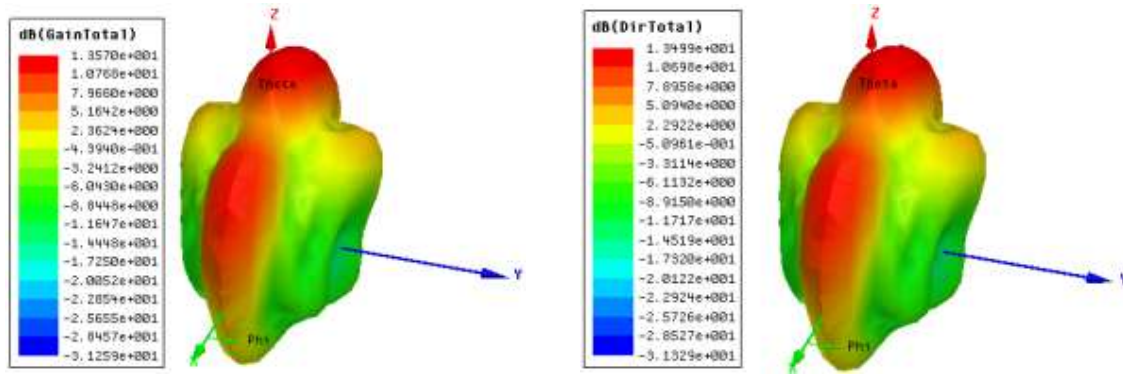 dB(GainTotal)
1.3570e+001
1.0768e+001
7.9660e+000
5.1642e+000
2.3624e+000
-4.3940e-001
-3.2412e+000
-6.0430e+000
-8.8448e+000
-1.1647e+001
-1.4448e+001
-1.7250e+001
-2.0052e+001
-2.2854e+001
-2.5655e+001
-2.8457e+001
-3.1259e+001
Z
Theta
Y
Phi
X
dB(DirTotal)
1.3499e+001
1.0698e+001
7.8958e+000
5.0940e+000
2.2922e+000
-5.0961e-001
-3.3114e+000
-6.1132e+000
-8.9150e+000
-1.1717e+001
-1.4519e+001
-1.7320e+001
-2.0122e+001
-2.2924e+001
-2.5726e+001
-2.8527e+001
-3.1329e+001
Z
Theta
Y
Phi
X